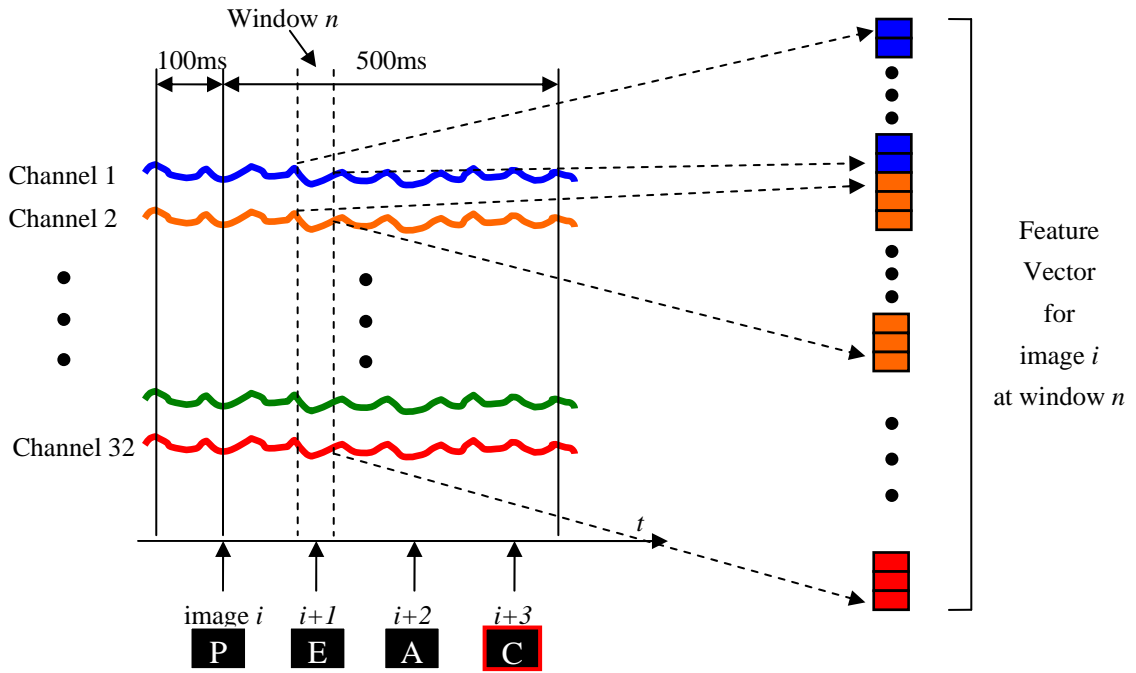 Window n
100ms
500ms
Channel 1
Channel 2
Channel 32
t
image i
i+1
i+2
i+3
P
E
A
C
Feature
Vector
for
image i
at window n